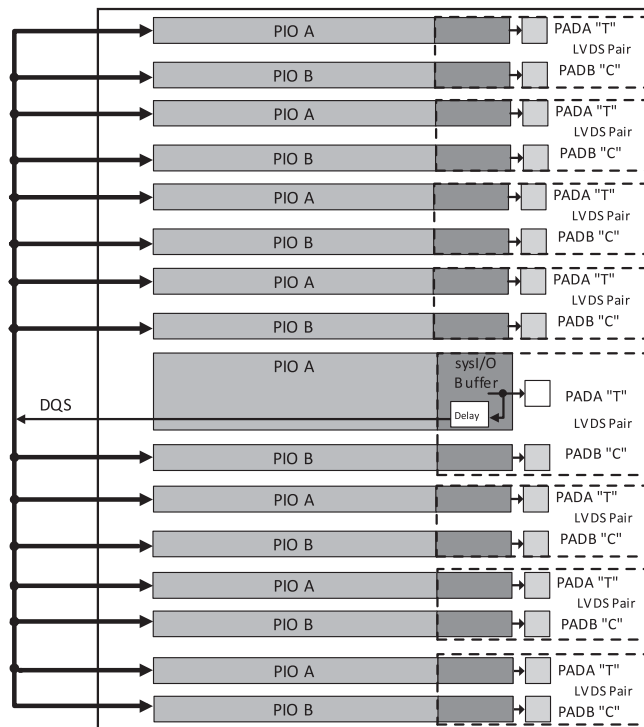 PIO A
PADA "T"
LVDS Pair
PIO B
PADB "C"
PIO A
PADA "T"
LVDS Pair
PIO B
PADB "C"
PIO A
PADA "T"
LVDS Pair
PIO B
PADB "C"
PIO A
PADA "T"
LVDS Pair
PIO B
PADB "C"
PIO A
sysI/O
Buffer
PADA "T"
DQS
Delay
LVDS Pair
PIO B
PADB "C"
PIO A
PADA "T"
LVDS Pair
PIO B
PADB "C"
PIO A
PADA "T"
LVDS Pair
PIO B
PADB "C"
PIO A
PADA "T"
LVDS Pair
PIO B
PADB "C"